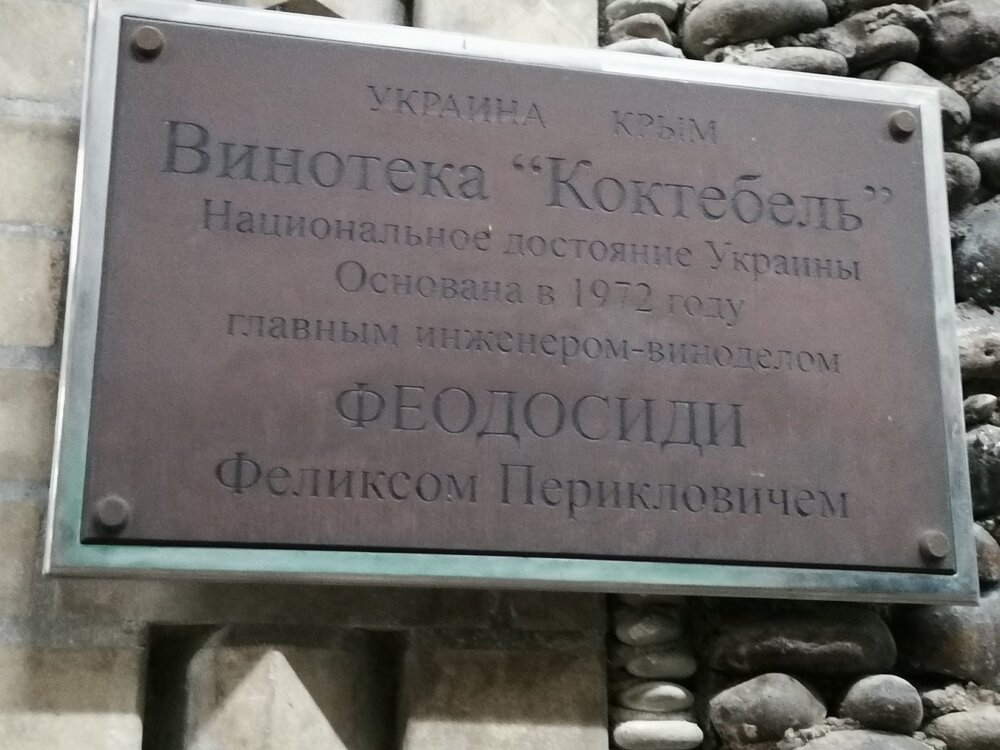 УКРАИНА КРЫМ
Винотека “Коктебель”
Национальное достояние Украины
Основана в 1972 году
главным инженером-виноделом
ФЕОДОСИДИ
Феликсом Перикловичем